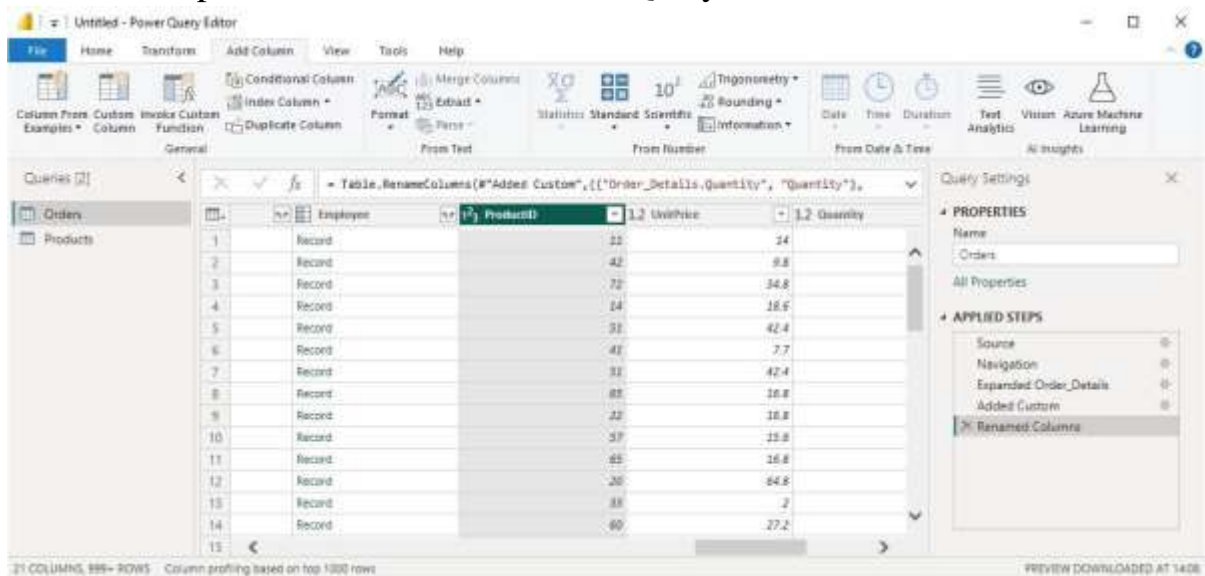 Query
Untitled - Power Query Editor
File Home Transform Add Column View Tools Help
Column From Examples Custom Column Invoke Custom Function
Conditional Column
Index Column
Duplicate Column
General
Format
Merge Columns
Extract
Parse
From Text
Statistics Standard Scientific
10²
Trigonometry
Rounding
Information
From Number
Date Time Duration
From Date & Time
Text Analytics Vision Azure Machine Learning
AI Insights
Queries [2]
Orders
Products
fx = Table.RenameColumns(#"Added Custom",{{"Order_Details.Quantity", "Quantity"},
Employee 1²3 ProductID 1.2 UnitPrice 1.2 Quantity
1 Record 11 14
2 Record 42 9.8
3 Record 72 34.8
4 Record 14 18.6
5 Record 51 42.4
6 Record 41 7.7
7 Record 51 42.4
8 Record 65 16.8
9 Record 22 16.8
10 Record 57 15.6
11 Record 65 16.8
12 Record 20 64.8
13 Record 33 2
14 Record 60 27.2
15
Query Settings
PROPERTIES
Name
Orders
All Properties
APPLIED STEPS
Source
Navigation
Expanded Order_Details
Added Custom
Renamed Columns
21 COLUMNS, 999+ ROWS Column profiling based on top 1000 rows
PREVIEW DOWNLOADED AT 14:08